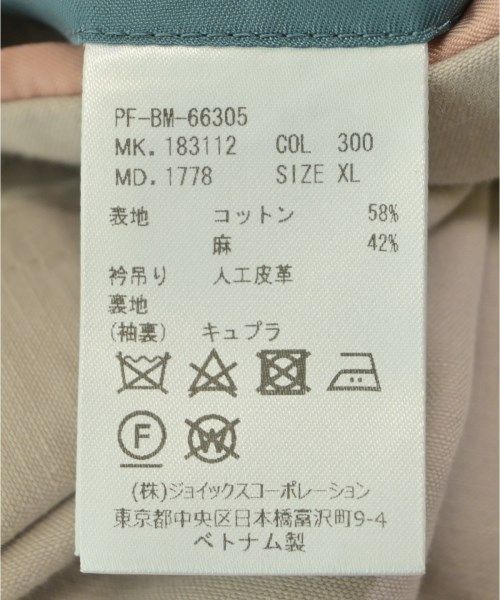 PF-BM-66305
MK. 183112 COL 300
MD. 1778 SIZE XL
表地 コットン 58%
麻 42%
衿吊り 人工皮革
裏地
(袖裏) キュプラ
F W
(株)ジョイックスコーポレーション
東京都中央区日本橋富沢町9-4
ベトナム製